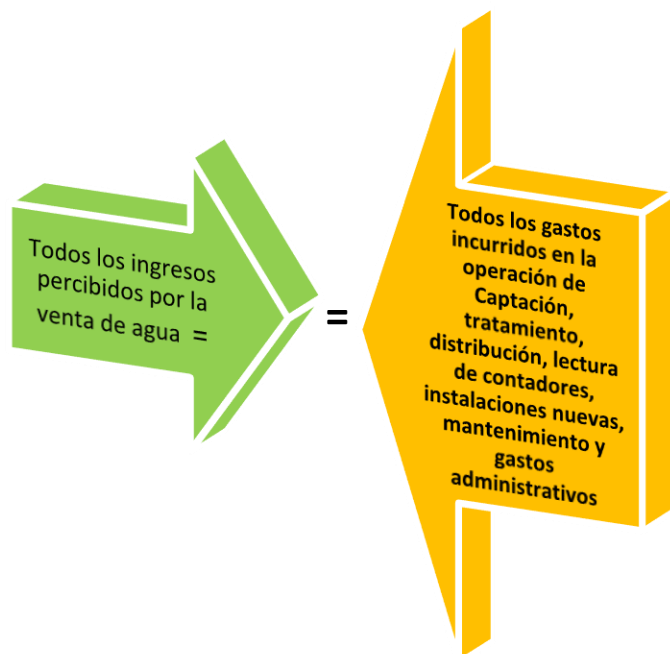 Todos los ingresos
percibidos por la
venta de agua =
=
Todos los gastos
incurridos en la
operación de
Captación,
tratamiento,
distribución, lectura
de contadores,
instalaciones nuevas,
mantenimiento y
gastos
administrativos